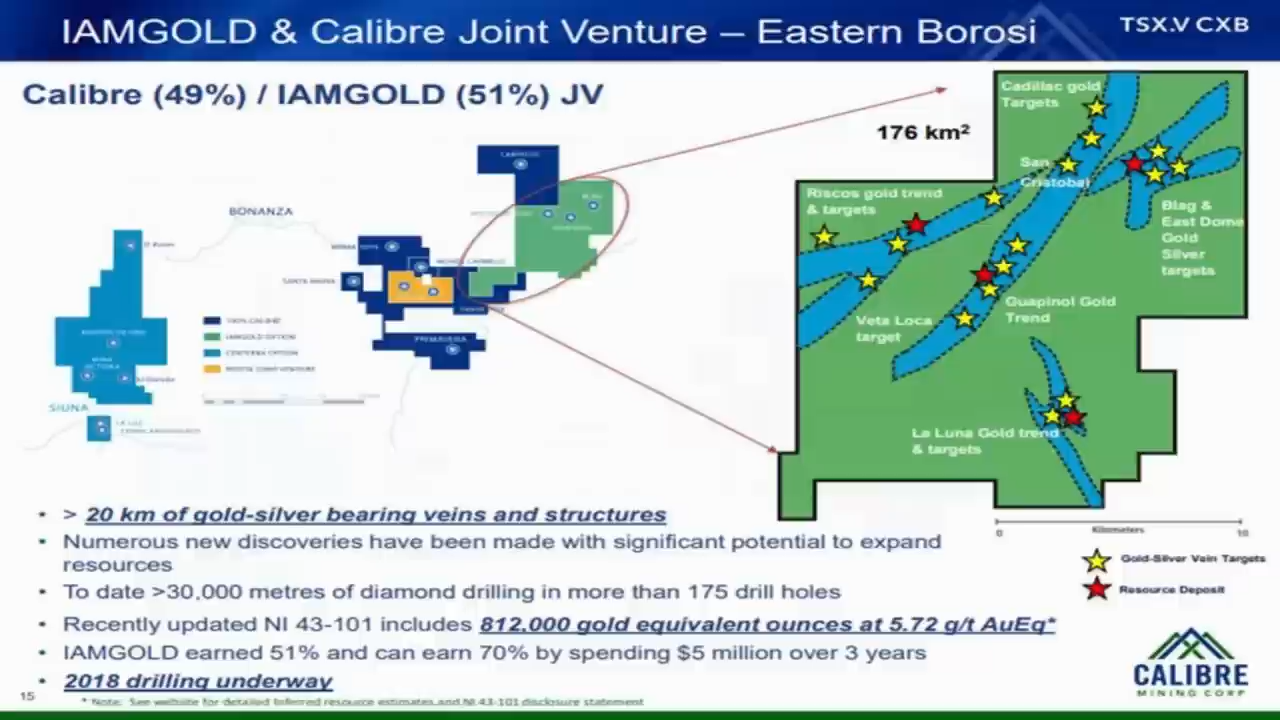 IAMGOLD & Calibre Joint Venture – Eastern Borosi
TSX.V CXB
Calibre (49%) / IAMGOLD (51%) JV
176 km²
BONANZA
SIUNA
PRIMAVERA
100% CALIBRE
IAMGOLD OPTION
CENTERRA OPTION
Cadillac gold
Targets
San
Cristobal
Riscos gold trend
& targets
Blag &
East Dome
Gold
Silver
targets
Guapinol Gold
Trend
Veta Loca
target
La Luna Gold trend
& targets
0 Kilometers 10
Gold-Silver Vein Targets
Resource Deposit
• > 20 km of gold-silver bearing veins and structures
• Numerous new discoveries have been made with significant potential to expand
resources
• To date >30,000 metres of diamond drilling in more than 175 drill holes
• Recently updated NI 43-101 includes 812,000 gold equivalent ounces at 5.72 g/t AuEq*
• IAMGOLD earned 51% and can earn 70% by spending $5 million over 3 years
• 2018 drilling underway
* Note: See website for detailed Inferred resource estimates and NI 43-101 disclosure statement
15
CALIBRE
MINING CORP